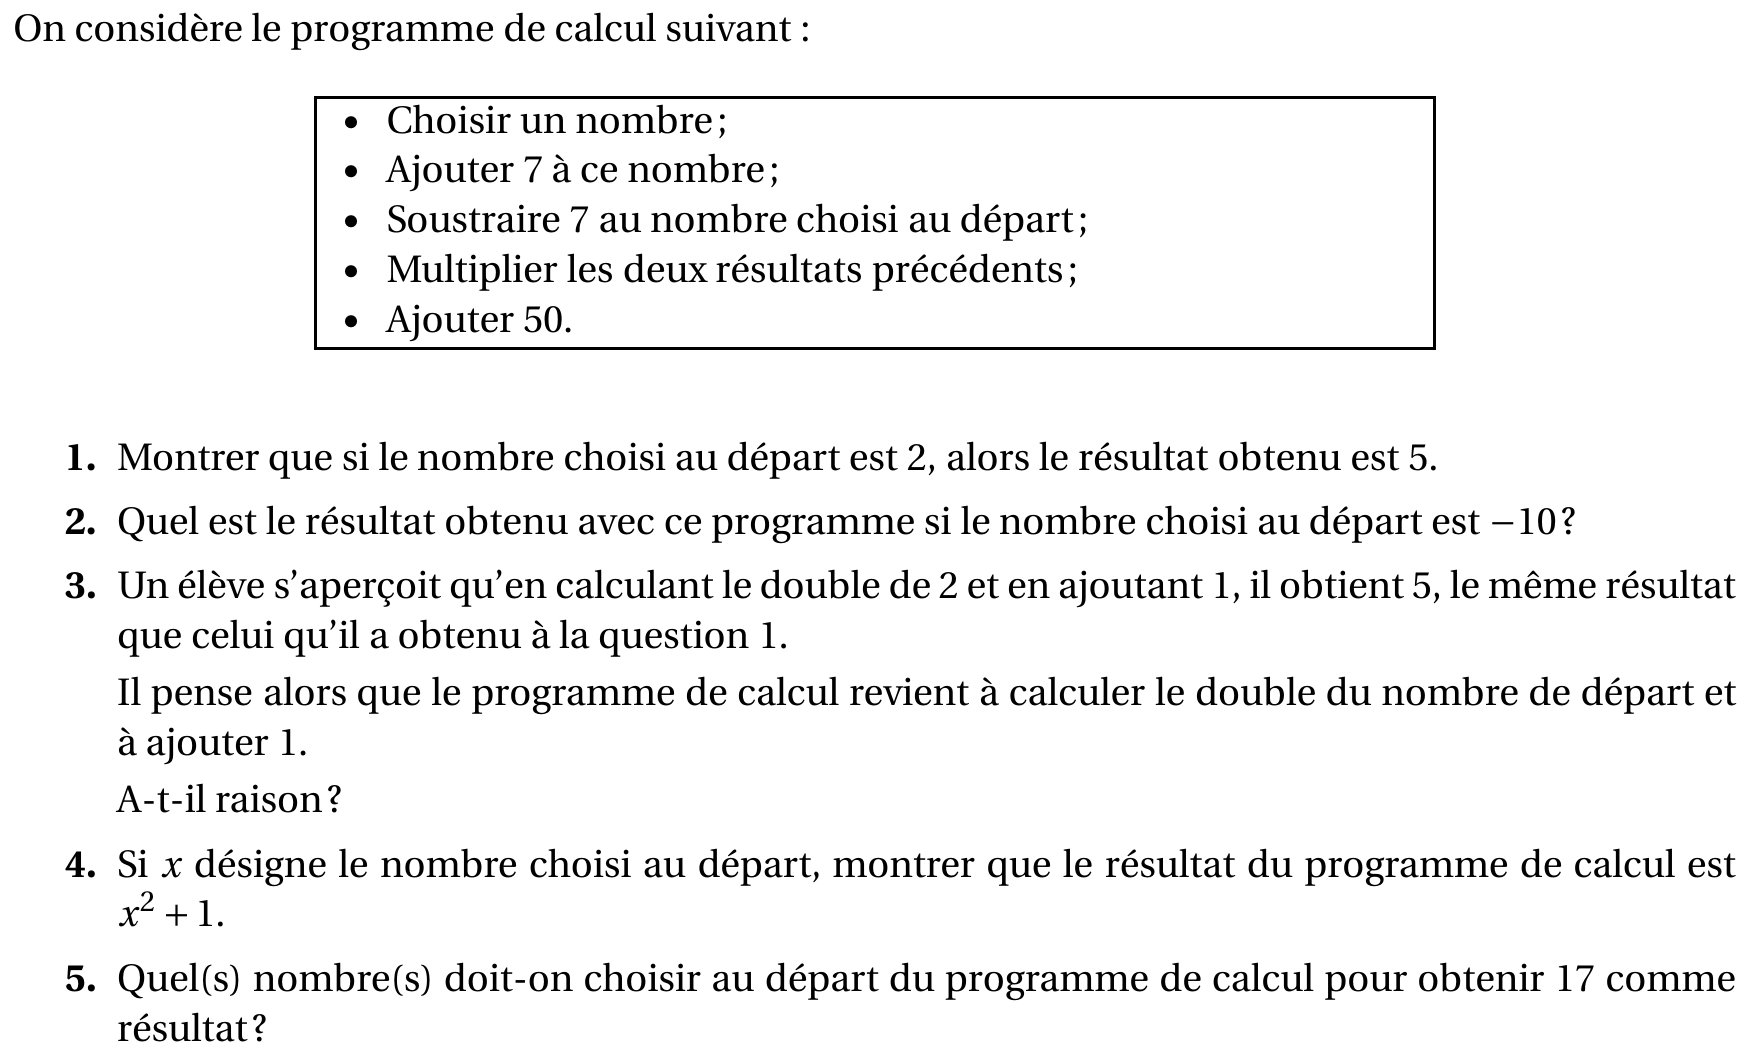 On considère le programme de calcul suivant :
• Choisir un nombre ;
• Ajouter 7 à ce nombre ;
• Soustraire 7 au nombre choisi au départ ;
• Multiplier les deux résultats précédents ;
• Ajouter 50.
1. Montrer que si le nombre choisi au départ est 2, alors le résultat obtenu est 5.
2. Quel est le résultat obtenu avec ce programme si le nombre choisi au départ est −10 ?
3. Un élève s’aperçoit qu’en calculant le double de 2 et en ajoutant 1, il obtient 5, le même résultat
que celui qu’il a obtenu à la question 1.
Il pense alors que le programme de calcul revient à calculer le double du nombre de départ et
à ajouter 1.
A-t-il raison ?
4. Si x désigne le nombre choisi au départ, montrer que le résultat du programme de calcul est
x² + 1.
5. Quel(s) nombre(s) doit-on choisir au départ du programme de calcul pour obtenir 17 comme
résultat ?